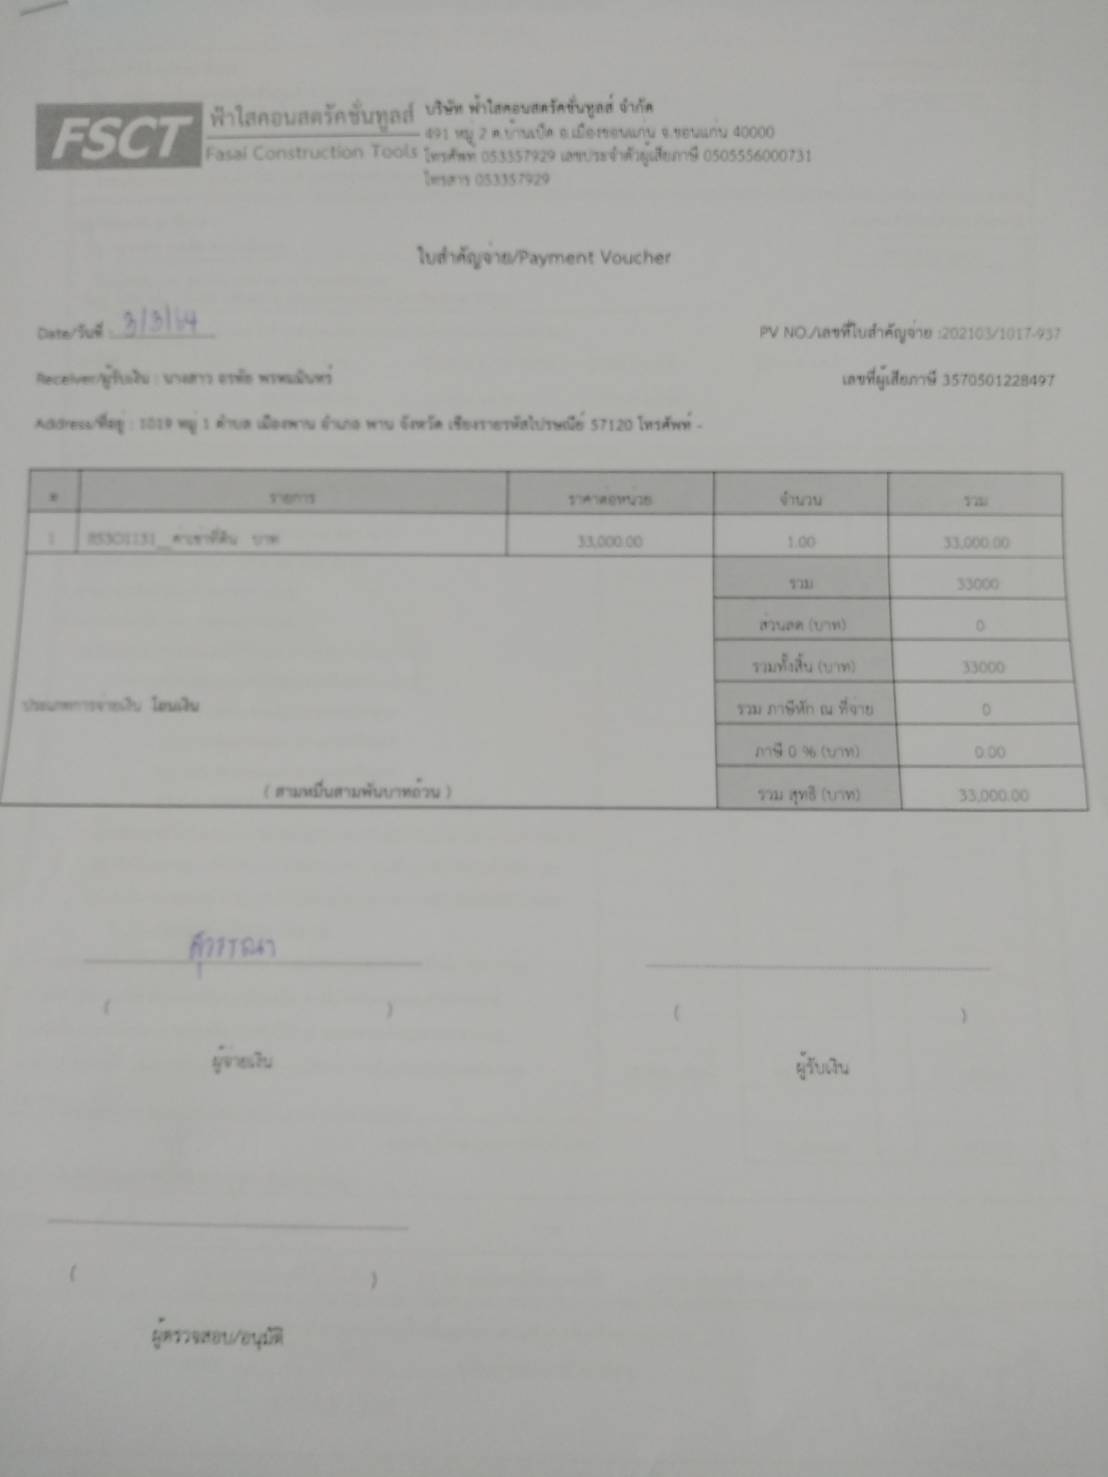 FSCT
ฟ้าใสคอนสตรัคชั่นทูลส์
Fasai Construction Tools
บริษัท ฟ้าใสคอนสตรัคชั่นทูลส์ จำกัด
491 หมู่ 2 ต.บ้านเป็ด อ.เมืองขอนแก่น จ.ขอนแก่น 40000
โทรศัพท์ 053357929 เลขประจำตัวผู้เสียภาษี 0505556000731
โทรสาร 053357929
ใบสำคัญจ่าย/Payment Voucher
Date/วันที่ : 3/3/64
PV NO./เลขที่ใบสำคัญจ่าย :202103/1017-937
Receiver/ผู้รับเงิน : นางสาว อรทัย พรหมมินทร์
เลขที่ผู้เสียภาษี 3570501228497
Address/ที่อยู่ : 1019 หมู่ 1 ตำบล เมืองพาน อำเภอ พาน จังหวัด เชียงรายรหัสไปรษณีย์ 57120 โทรศัพท์ -
# รายการ ราคาต่อหน่วย จำนวน รวม
1 85301131__ค่าเช่าที่ดิน บาท 33,000.00 1.00 33,000.00
รวม 33000
ส่วนลด (บาท) 0
รวมทั้งสิ้น (บาท) 33000
ประเภทการจ่ายเงิน โอนเงิน
รวม ภาษีหัก ณ ที่จ่าย 0
ภาษี 0 % (บาท) 0.00
( สามหมื่นสามพันบาทถ้วน )
รวม สุทธิ (บาท) 33,000.00
สุวรรณา
( )
( )
ผู้จ่ายเงิน
ผู้รับเงิน
( )
ผู้ตรวจสอบ/อนุมัติ